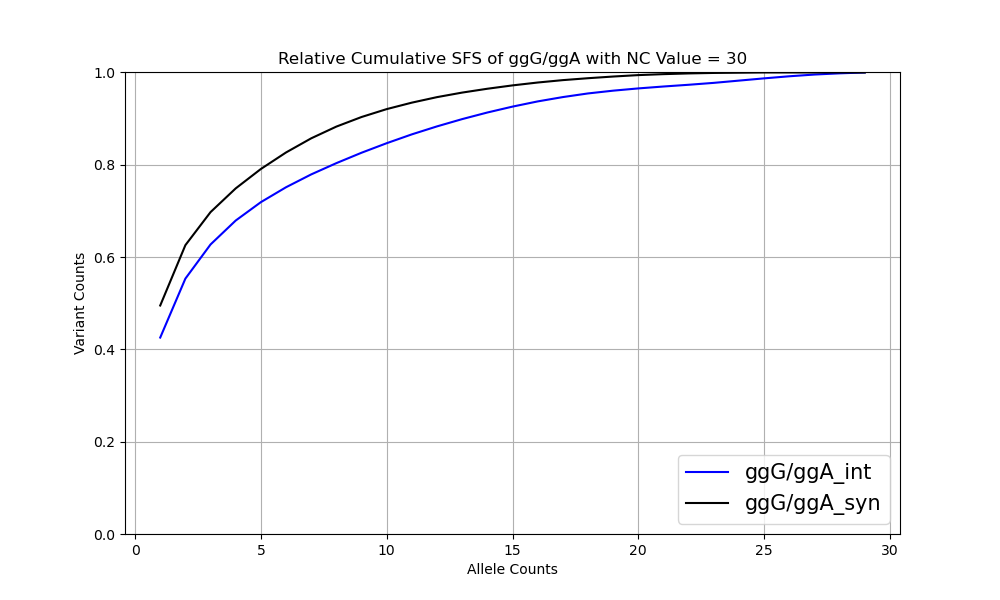 Relative Cumulative SFS of ggG/ggA with NC Value = 30
1.0
0.8
0.6
0.4
0.2
0.0
Variant Counts
0 5 10 15 20 25 30
Allele Counts
ggG/ggA_int
ggG/ggA_syn